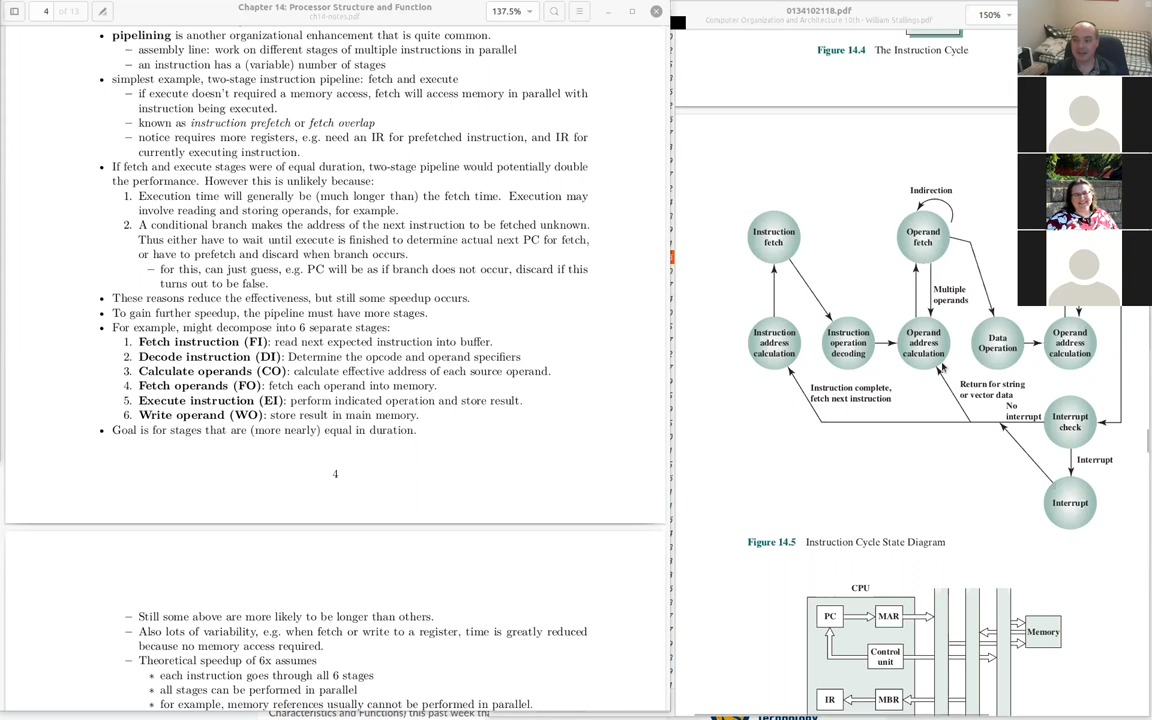 4 of 13
Chapter 14: Processor Structure and Function
ch14-notes.pdf
137.5%
• pipelining is another organizational enhancement that is quite common.
– assembly line: work on different stages of multiple instructions in parallel
– an instruction has a (variable) number of stages
• simplest example, two-stage instruction pipeline: fetch and execute
– if execute doesn't required a memory access, fetch will access memory in parallel with
instruction being executed.
– known as instruction prefetch or fetch overlap
– notice requires more registers, e.g. need an IR for prefetched instruction, and IR for
currently executing instruction.
• If fetch and execute stages were of equal duration, two-stage pipeline would potentially double
the performance. However this is unlikely because:
1. Execution time will generally be (much longer than) the fetch time. Execution may
involve reading and storing operands, for example.
2. A conditional branch makes the address of the next instruction to be fetched unknown.
Thus either have to wait until execute is finished to determine actual next PC for fetch,
or have to prefetch and discard when branch occurs.
– for this, can just guess, e.g. PC will be as if branch does not occur, discard if this
turns out to be false.
• These reasons reduce the effectiveness, but still some speedup occurs.
• To gain further speedup, the pipeline must have more stages.
• For example, might decompose into 6 separate stages:
1. Fetch instruction (FI): read next expected instruction into buffer.
2. Decode instruction (DI): Determine the opcode and operand specifiers
3. Calculate operands (CO): calculate effective address of each source operand.
4. Fetch operands (FO): fetch each operand into memory.
5. Execute instruction (EI): perform indicated operation and store result.
6. Write operand (WO): store result in main memory.
• Goal is for stages that are (more nearly) equal in duration.
4
– Still some above are more likely to be longer than others.
– Also lots of variability, e.g. when fetch or write to a register, time is greatly reduced
because no memory access required.
– Theoretical speedup of 6x assumes
∗ each instruction goes through all 6 stages
∗ all stages can be performed in parallel
∗ for example, memory references usually cannot be performed in parallel.
Characteristics and Functions) this past week th
0134102118.pdf
Computer Organization and Architecture 10th - William Stallings.pdf
150%
Figure 14.4 The Instruction Cycle
Indirection
Instruction
fetch
Operand
fetch
Multiple
operands
Instruction
address
calculation
Instruction
operation
decoding
Operand
address
calculation
Data
Operation
Operand
address
calculation
Instruction complete,
fetch next instruction
Return for string
or vector data
No
interrupt
Interrupt
check
Interrupt
Interrupt
Figure 14.5 Instruction Cycle State Diagram
CPU
PC
MAR
Memory
Control
unit
IR
MBR